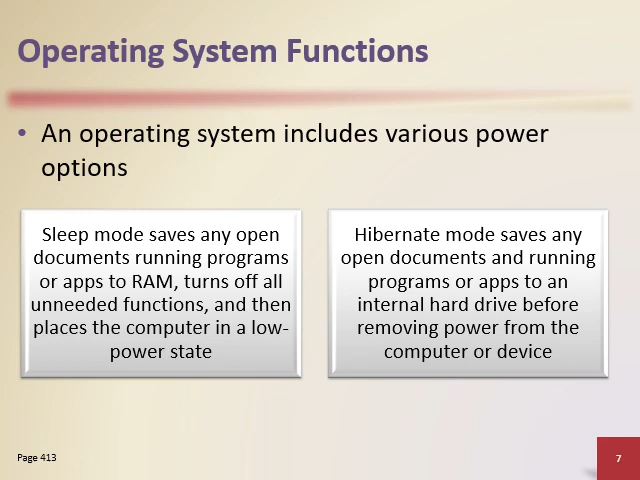 Operating System Functions
• An operating system includes various power
options
Sleep mode saves any open
documents running programs
or apps to RAM, turns off all
unneeded functions, and then
places the computer in a low-
power state
Hibernate mode saves any
open documents and running
programs or apps to an
internal hard drive before
removing power from the
computer or device
Page 413
7